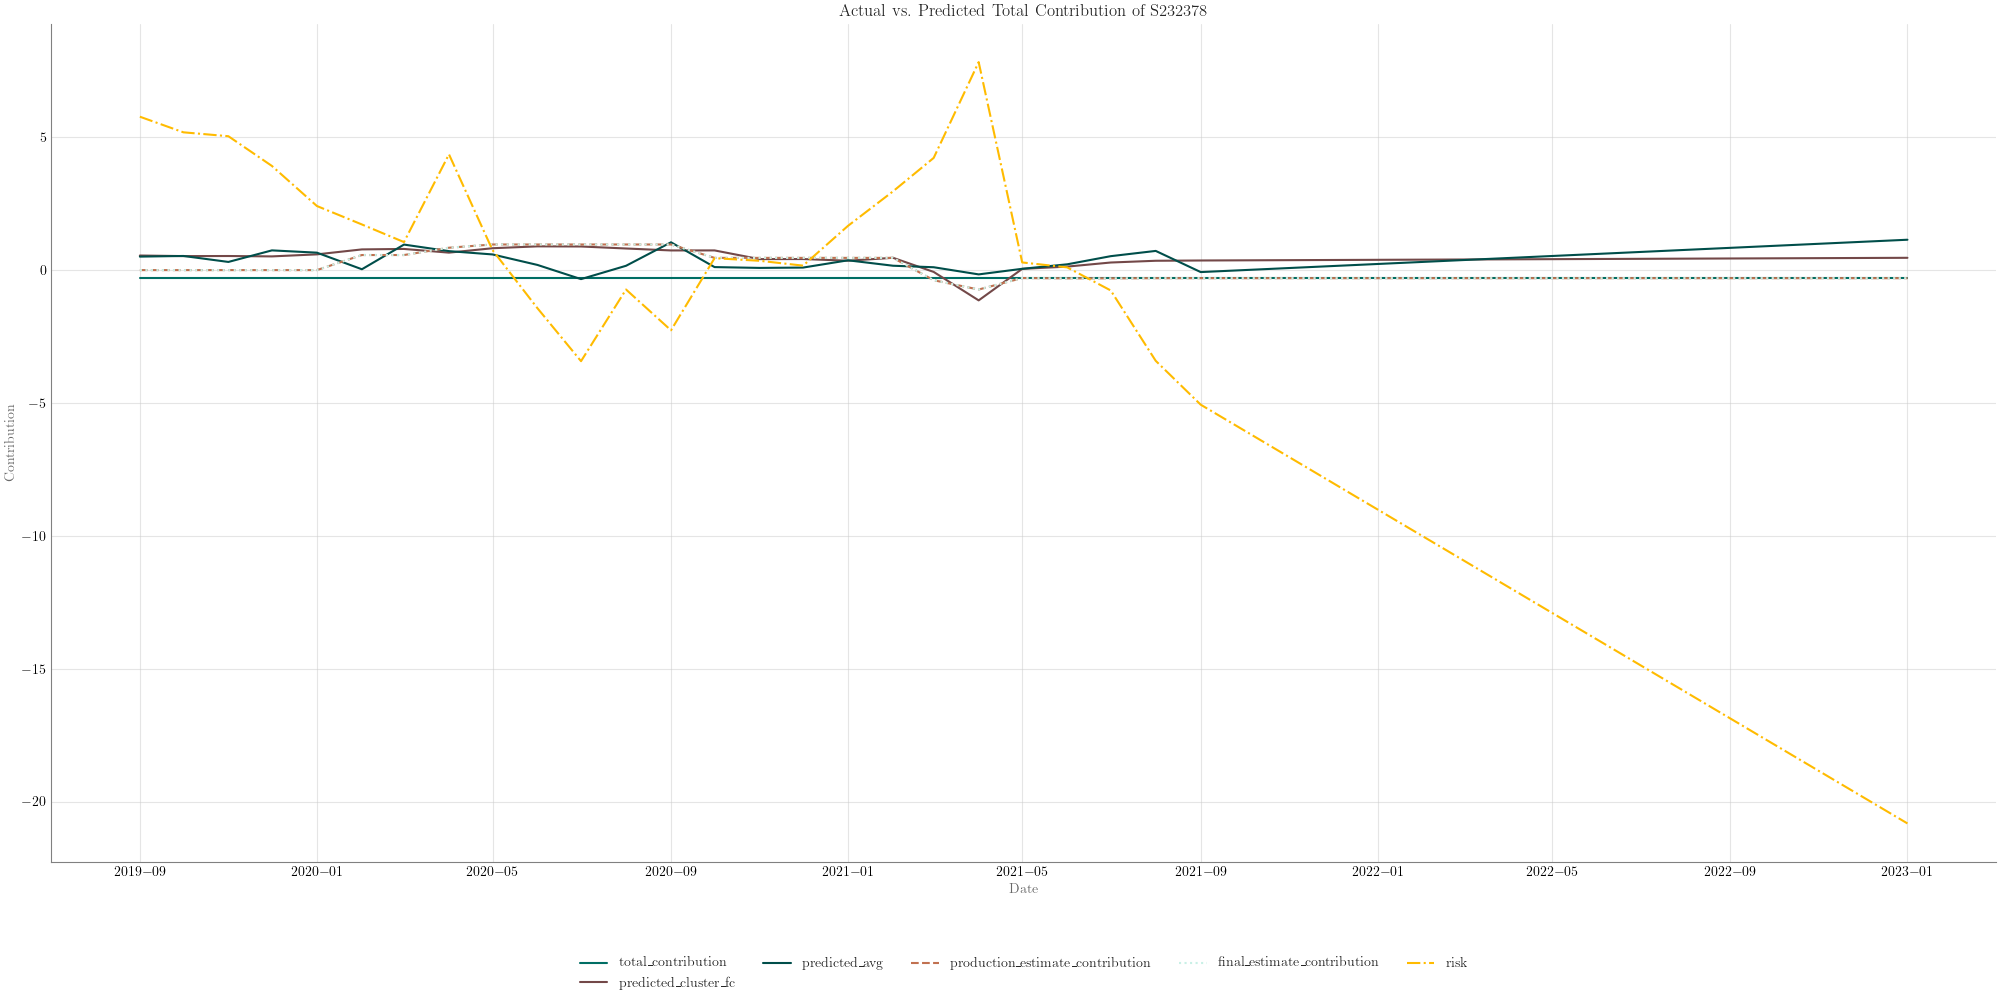 Actual vs. Predicted Total Contribution of S232378
Contribution
5
0
−5
−10
−15
−20
2019−09 2020−01 2020−05 2020−09 2021−01 2021−05 2021−09 2022−01 2022−05 2022−09 2023−01
Date
total_contribution predicted_avg production_estimate_contribution final_estimate_contribution risk
predicted_cluster_fc